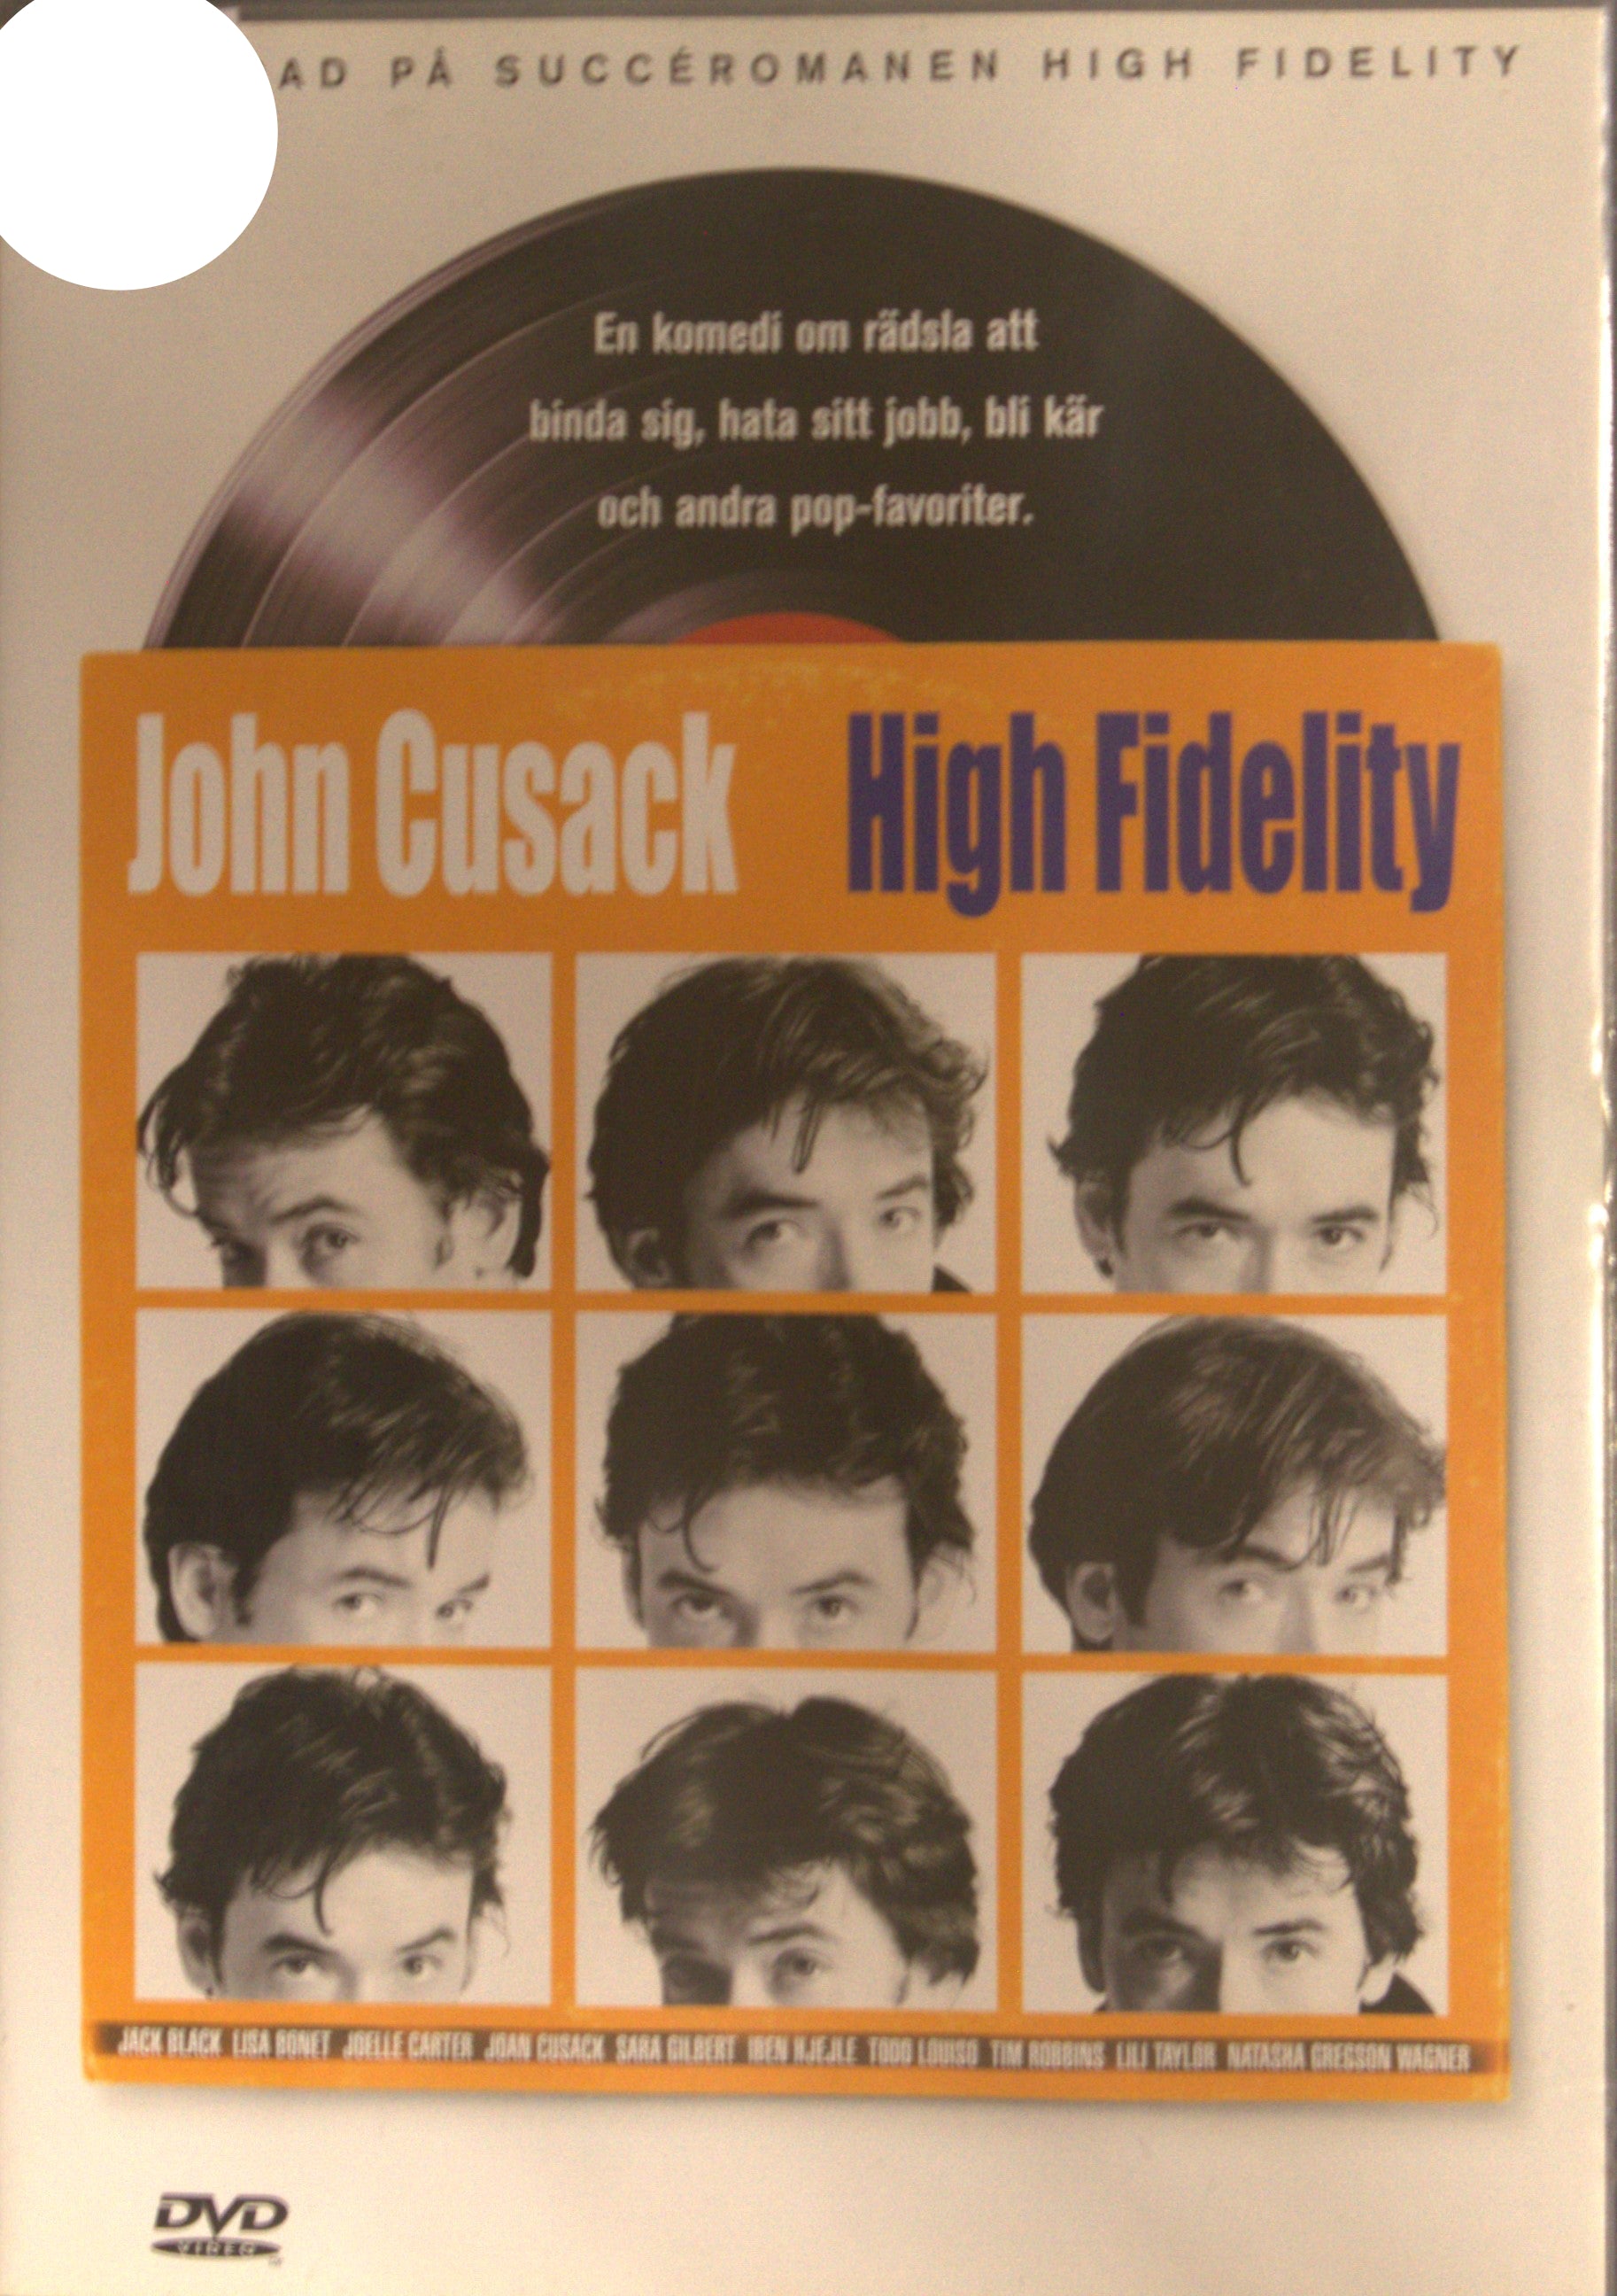 AD PÅ SUCCÉROMANEN HIGH FIDELITY
En komedi om rädsla att
binda sig, hata sitt jobb, bli kär
och andra pop-favoriter.
John Cusack High Fidelity
JACK BLACK LISA BONET JOELLE CARTER JOAN CUSACK SARA GILBERT IBEN HJEJLE TODD LOUISO TIM ROBBINS LILI TAYLOR NATASHA GREGSON WAGNER
DVD
VIDEO